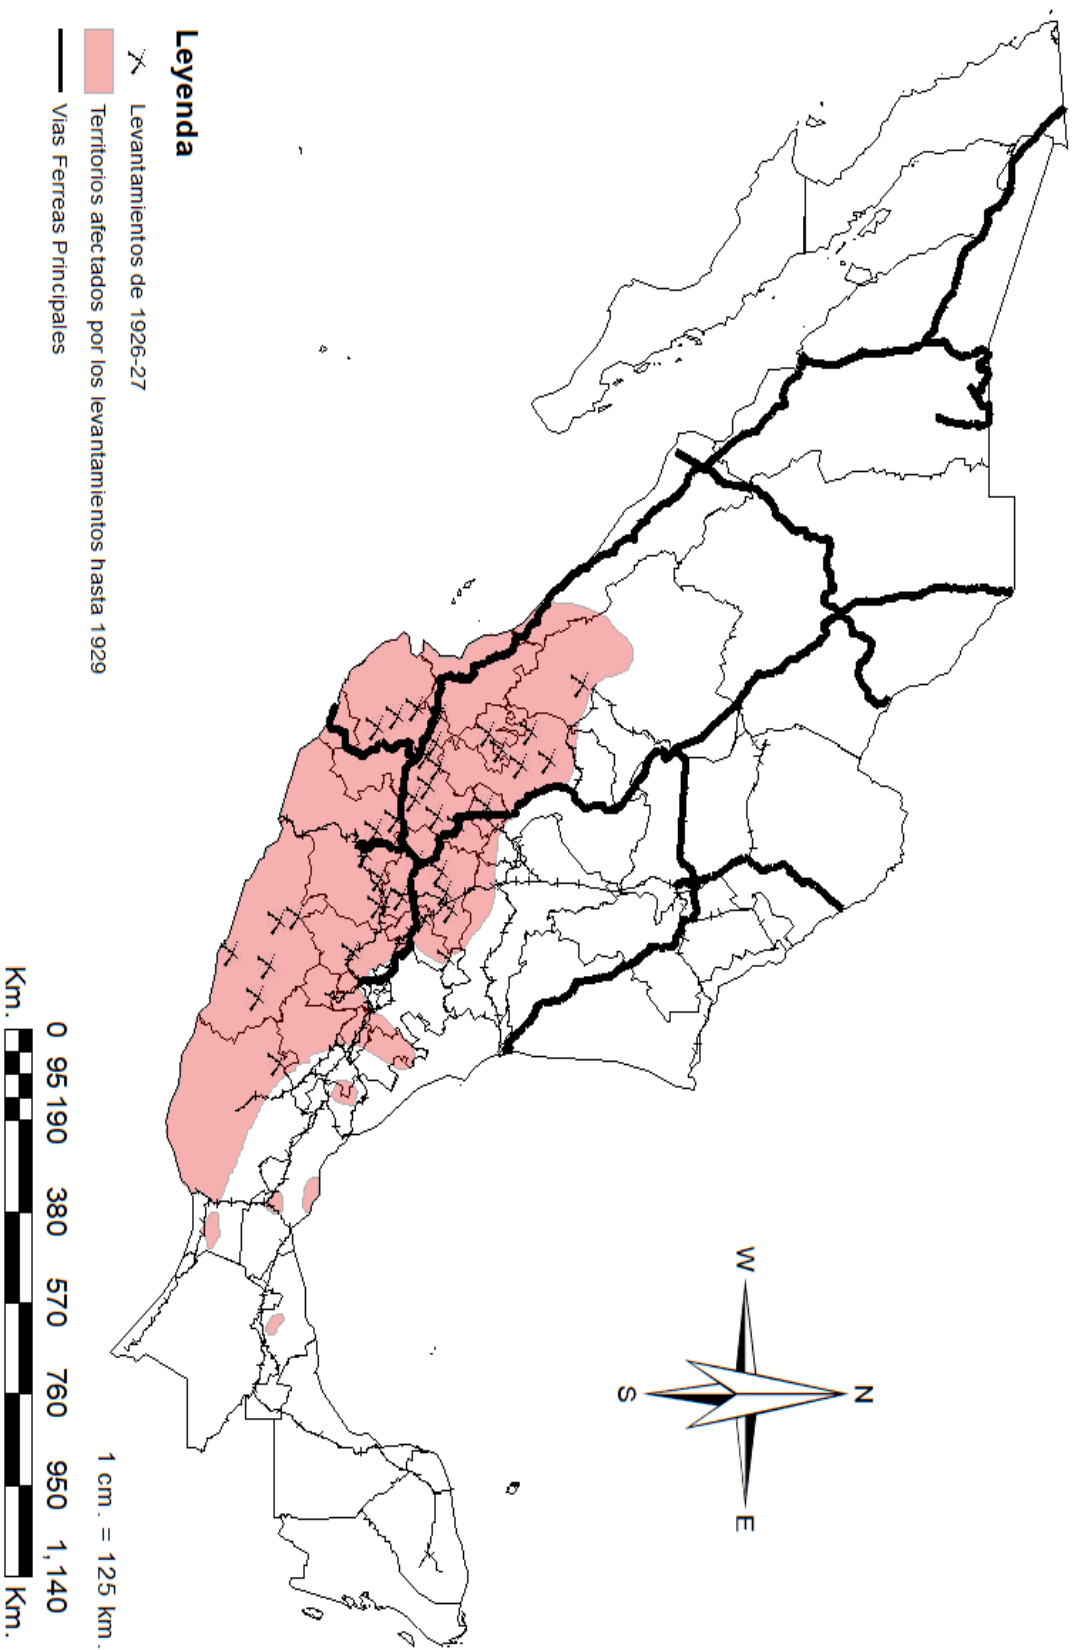 N
W
E
S
Leyenda
Levantamientos de 1926-27
Territorios afectados por los levantamientos hasta 1929
Vias Ferreas Principales
1 cm. = 125 km.
0 95 190 380 570 760 950 1,140
Km. Km.